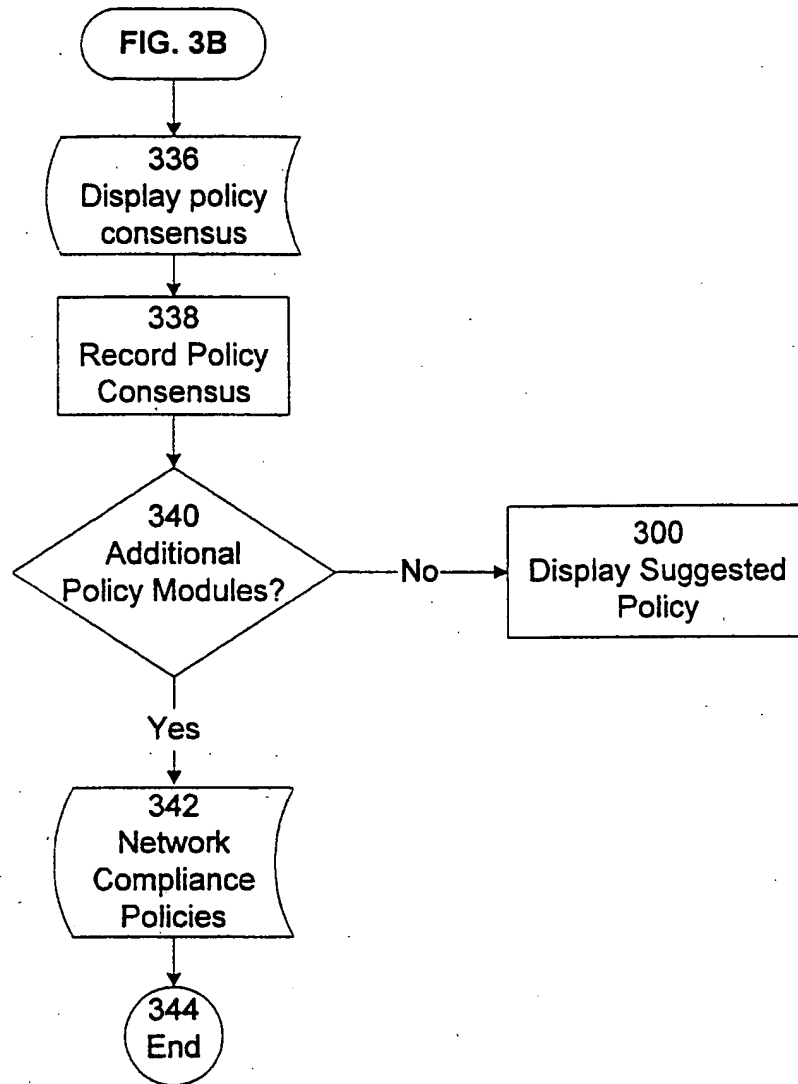 FIG. 3B
336
Display policy
consensus
338
Record Policy
Consensus
340
Additional
Policy Modules?
No
300
Display Suggested
Policy
Yes
342
Network
Compliance
Policies
344
End